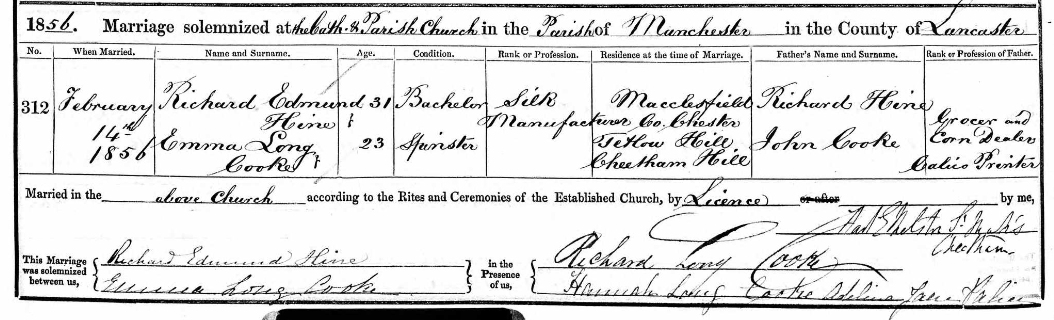 1856. Marriage solemnized at the Cath. & Parish Church in the Parish of Manchester in the County of Lancaster
No. When Married. Name and Surname. Age. Condition. Rank or Profession. Residence at the time of Marriage. Father's Name and Surname. Rank or Profession of Father.
312 February 14th 1856
Richard Edmund Hine 31 Bachelor Silk Manufacturer Macclesfield Co. Chester Richard Hine Grocer and Corn Dealer
Emma Long Cooke 23 Spinster Tetlow Hill Cheetham Hill John Cooke Calico Printer
Married in the above Church according to the Rites and Ceremonies of the Established Church, by Licence or after by me,
St. Mark's
Cheetham
This Marriage was solemnized between us, Richard Edmund Hine in the Presence of us, Richard Long Cooke
Emma Long Cooke Hannah Long Cooke Adelina Jane